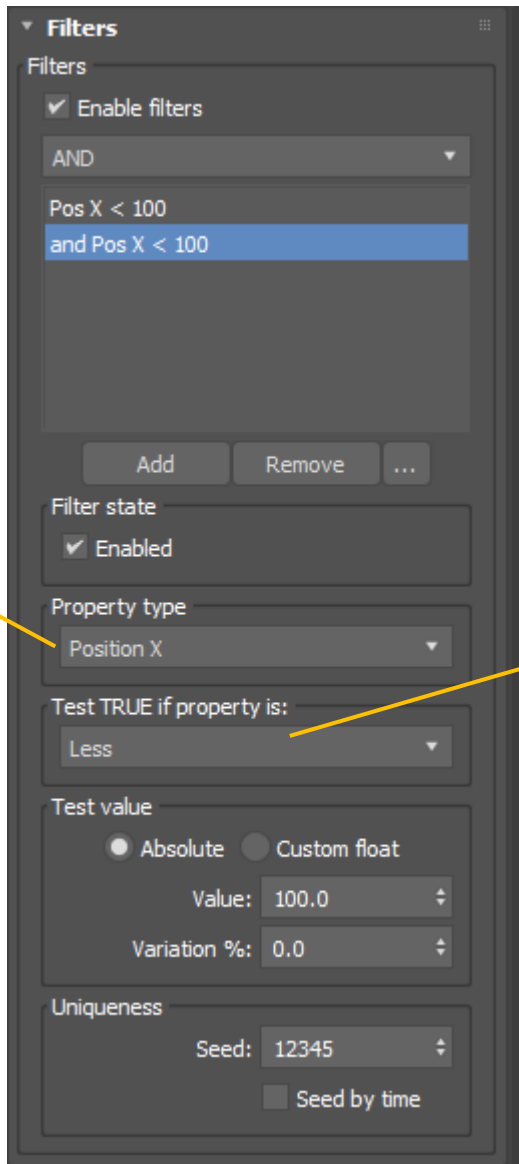 Filters
Filters
Enable filters
AND
Pos X < 100
and Pos X < 100
Add Remove ...
Filter state
Enabled
Property type
Position X
Test TRUE if property is:
Less
Test value
Absolute Custom float
Value: 100.0
Variation %: 0.0
Uniqueness
Seed: 12345
Seed by time